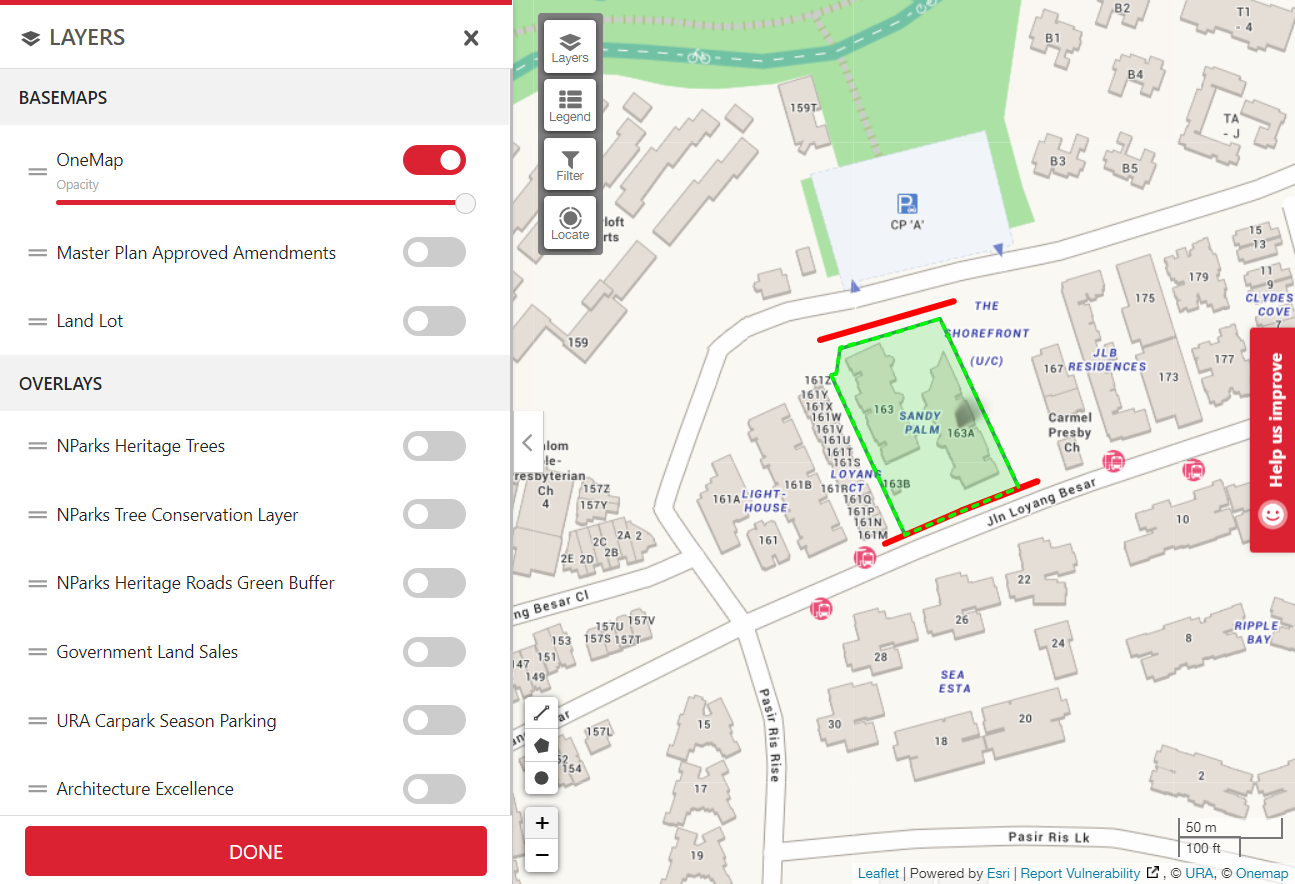 LAYERS
BASEMAPS
OneMap
Opacity
Master Plan Approved Amendments
Land Lot
OVERLAYS
NParks Heritage Trees
NParks Tree Conservation Layer
NParks Heritage Roads Green Buffer
Government Land Sales
URA Carpark Season Parking
Architecture Excellence
DONE
Layers
Legend
Filter
Locate
B2
T1
- 4
B1
B4
159T
TA
- J
B3
B5
P
CP 'A'
loft
rts
15
13
179
11
9
175
CLYDES
COVE
7
THE
SHOREFRONT
(U/C)
159
JLB
RESIDENCES
167
173
177
161Z
161Y
161X
161W
161V
161U
161T
161S
163
SANDY
PALM
163A
Carmel
Presby
Ch
Help us improve
alom
le-
resbyterian
Ch
4
157Z
157Y
LOYANG
CT
161R
163B
161Q
161P
161N
161M
161A
LIGHT-
HOUSE
161B
161
Jln Loyang Besar
10
2A
2
2C
2B
2E
2D
22
ng Besar Cl
157U
157V
157S
157T
153
151
147
149
26
28
24
8
RIPPLE
BAY
SEA
ESTA
Pasir Ris Rise
15
157L
154
30
20
18
17
2
19
Pasir Ris Lk
+
−
50 m
100 ft
Leaflet | Powered by Esri | Report Vulnerability , © URA, © Onemap